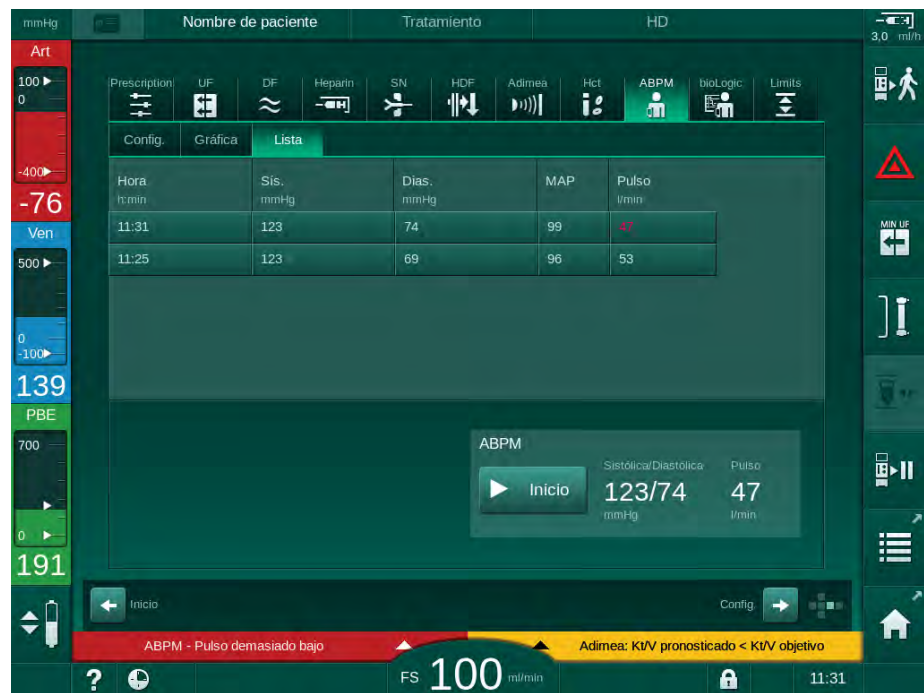 mmHg
Nombre de paciente
Tratamiento
HD
3,0 ml/h
Art
100
0
-400
-76
Ven
500
0
-100
139
PBE
700
0
191
Prescription
UF
DF
Heparin
SN
HDF
Adimea
Hct
ABPM
bioLogic
Limits
Config.
Gráfica
Lista
Hora Sis. Dias. MAP Pulso
h:min mmHg mmHg l/min
11:31 123 74 99 47
11:25 123 69 96 53
ABPM
Sistólica/Diastólica Pulso
Inicio
123/74 47
mmHg l/min
MIN UF
Inicio
Config.
ABPM - Pulso demasiado bajo
Adimea: Kt/V pronosticado < Kt/V objetivo
? FS 100 ml/min 11:31